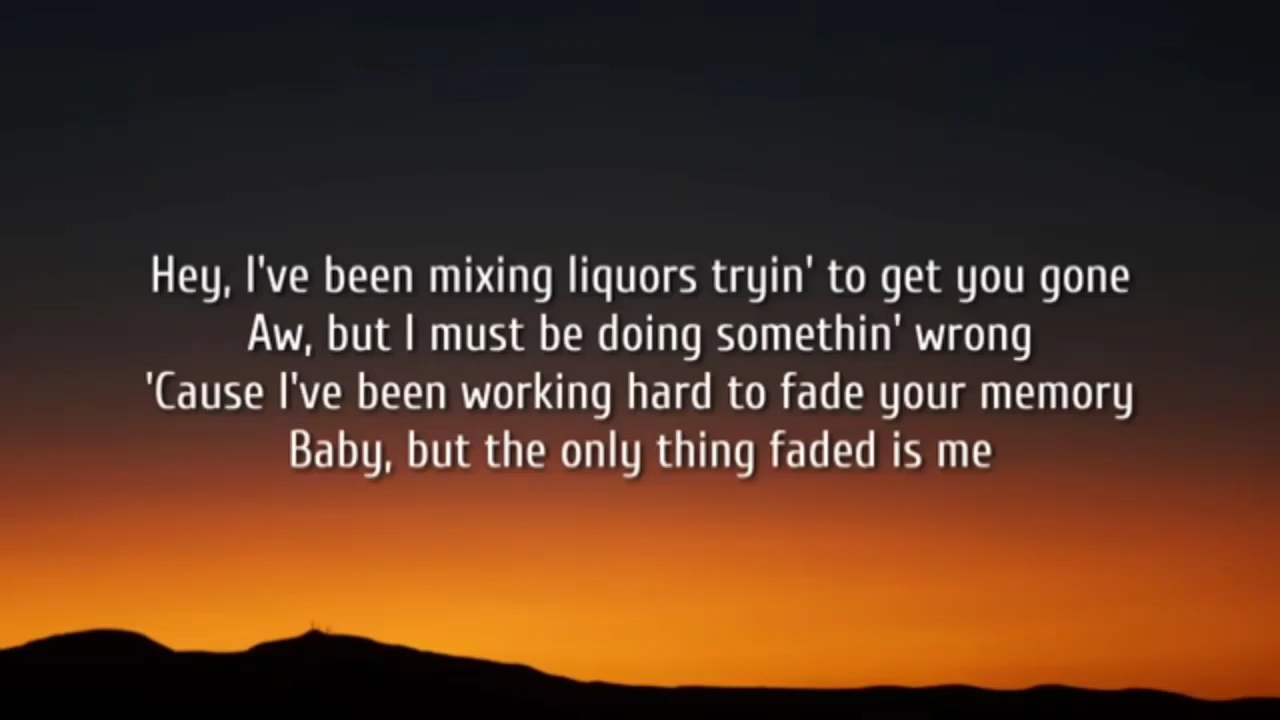 Hey, I've been mixing liquors tryin' to get you gone
Aw, but I must be doing somethin' wrong
'Cause I've been working hard to fade your memory
Baby, but the only thing faded is me